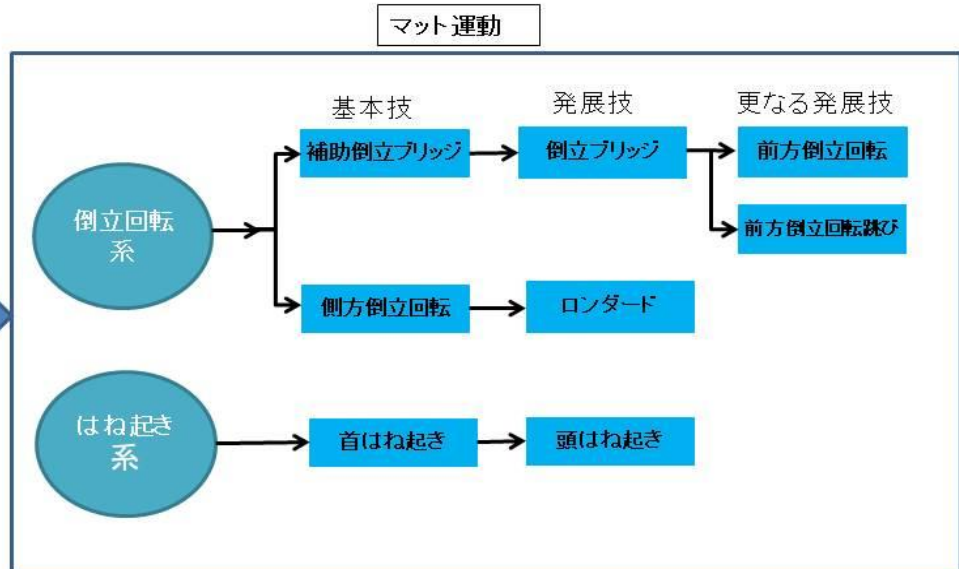 マット運動
基本技
発展技
更なる発展技
倒立回転
系
補助倒立ブリッジ
倒立ブリッジ
前方倒立回転
前方倒立回転跳び
側方倒立回転
ロンダード
はね起き
系
首はね起き
頭はね起き